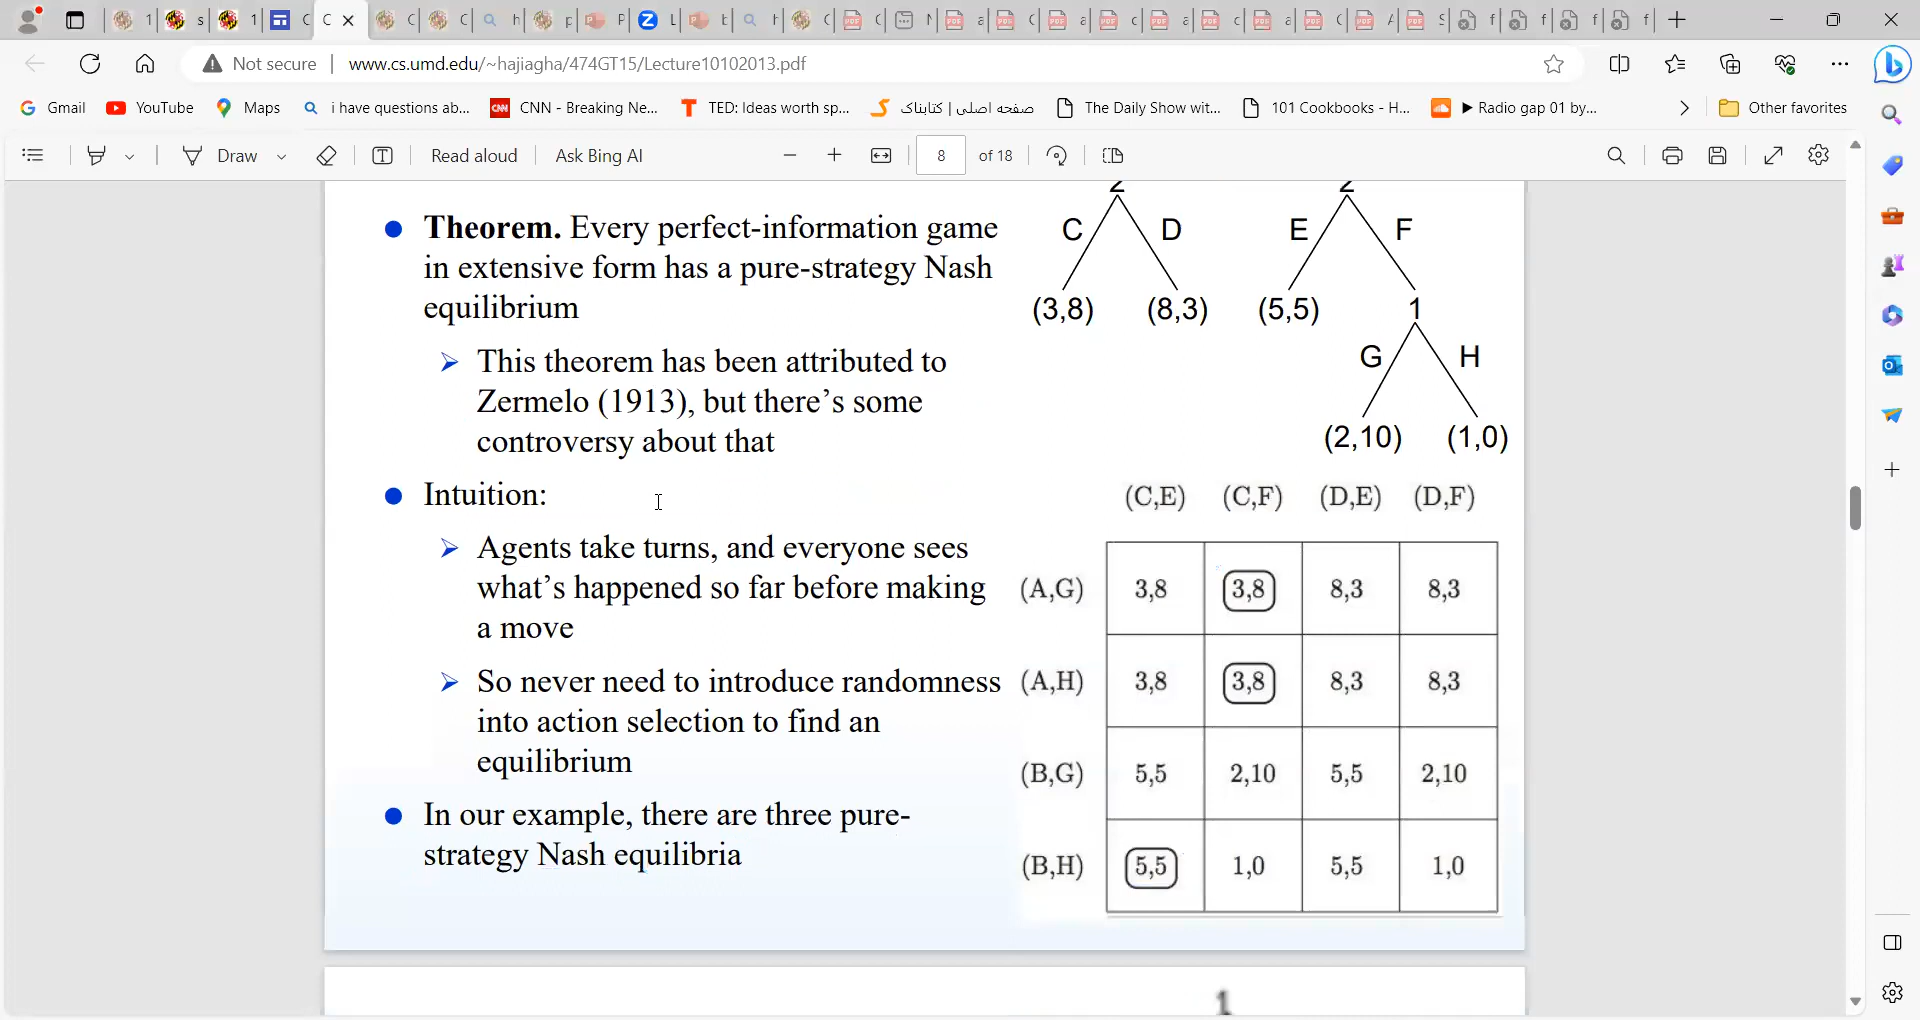 1 s 1 C C C C h p P Z L b h C C N a C a c a c a C A S f f f f
Not secure | www.cs.umd.edu/~hajiagha/474GT15/Lecture10102013.pdf
Gmail YouTube Maps i have questions ab... CNN - Breaking Ne... TED: Ideas worth sp... صفحه اصلی | کتابناک The Daily Show wit... 101 Cookbooks - H... ▶ Radio gap 01 by... Other favorites
Draw Read aloud Ask Bing AI 8 of 18
2 2
Theorem. Every perfect-information game
in extensive form has a pure-strategy Nash
equilibrium
C D E F
(3,8) (8,3) (5,5) 1
G H
(2,10) (1,0)
This theorem has been attributed to
Zermelo (1913), but there's some
controversy about that
Intuition:
Agents take turns, and everyone sees
what's happened so far before making
a move
So never need to introduce randomness
into action selection to find an
equilibrium
In our example, there are three pure-
strategy Nash equilibria
(C,E) (C,F) (D,E) (D,F)
(A,G) 3,8 3,8 8,3 8,3
(A,H) 3,8 3,8 8,3 8,3
(B,G) 5,5 2,10 5,5 2,10
(B,H) 5,5 1,0 5,5 1,0
1